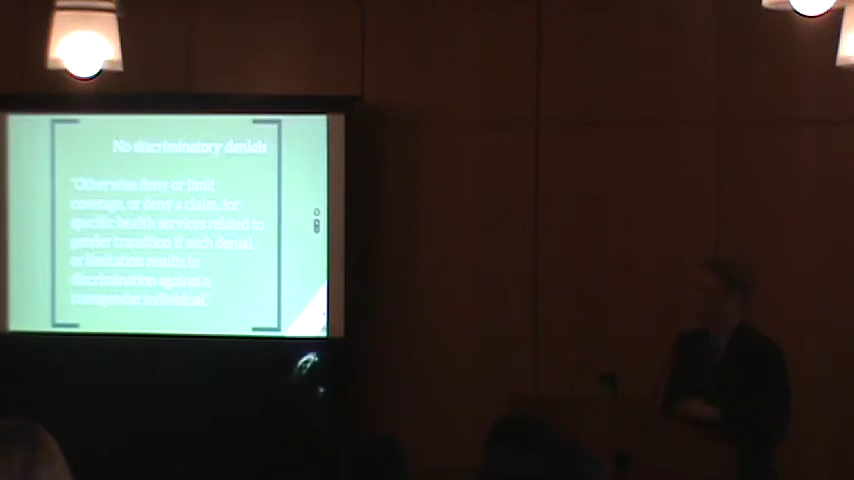 No discriminatory denials
"Otherwise deny or limit
coverage, or deny a claim, for
specific health services related to
gender transition if such denial
or limitation results in
discrimination against a
transgender individual."